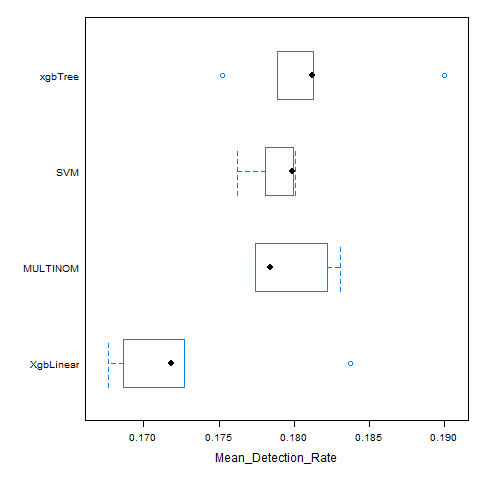 xgbTree
SVM
MULTINOM
XgbLinear
0.170 0.175 0.180 0.185 0.190
Mean_Detection_Rate